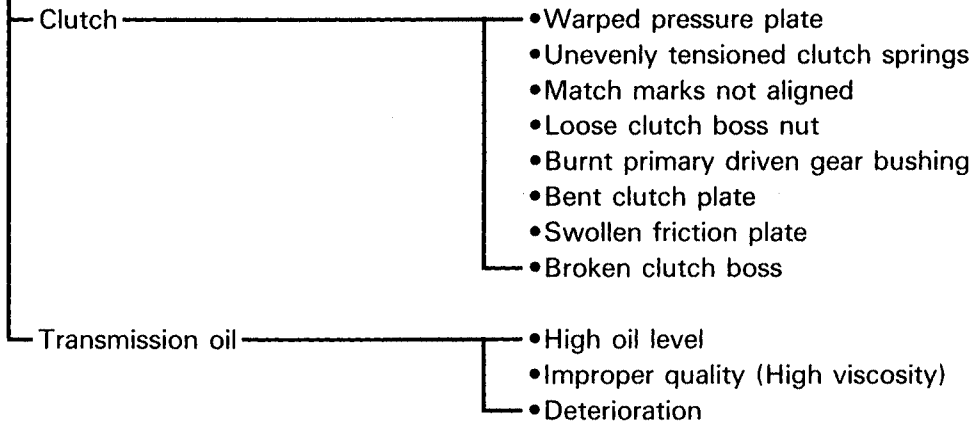 Clutch
•Warped pressure plate
•Unevenly tensioned clutch springs
•Match marks not aligned
•Loose clutch boss nut
•Burnt primary driven gear bushing
•Bent clutch plate
•Swollen friction plate
•Broken clutch boss
Transmission oil
•High oil level
•Improper quality (High viscosity)
•Deterioration